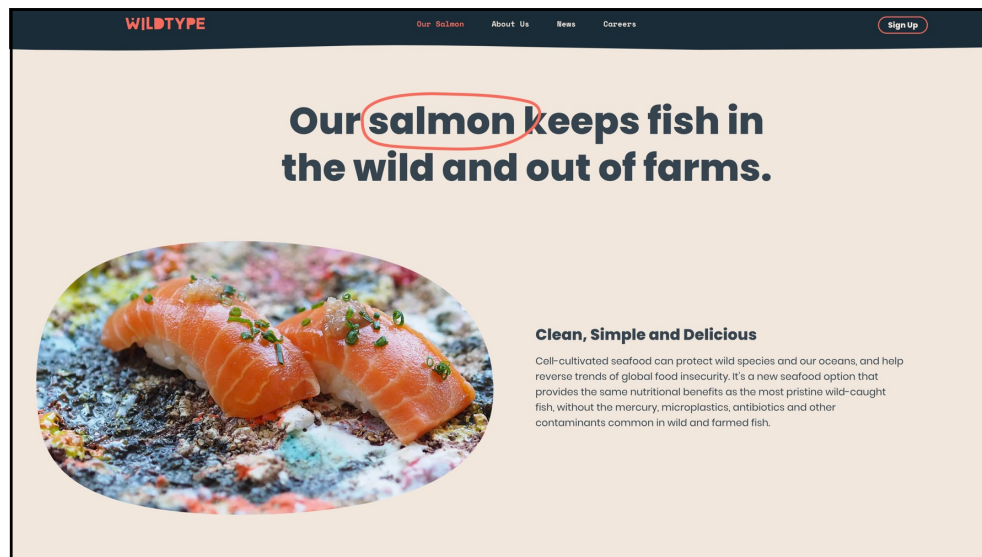 WILDTYPE
Our Salmon About Us News Careers
Sign Up
Our salmon keeps fish in
the wild and out of farms.
Clean, Simple and Delicious
Cell-cultivated seafood can protect wild species and our oceans, and help
reverse trends of global food insecurity. It's a new seafood option that
provides the same nutritional benefits as the most pristine wild-caught
fish, without the mercury, microplastics, antibiotics and other
contaminants common in wild and farmed fish.